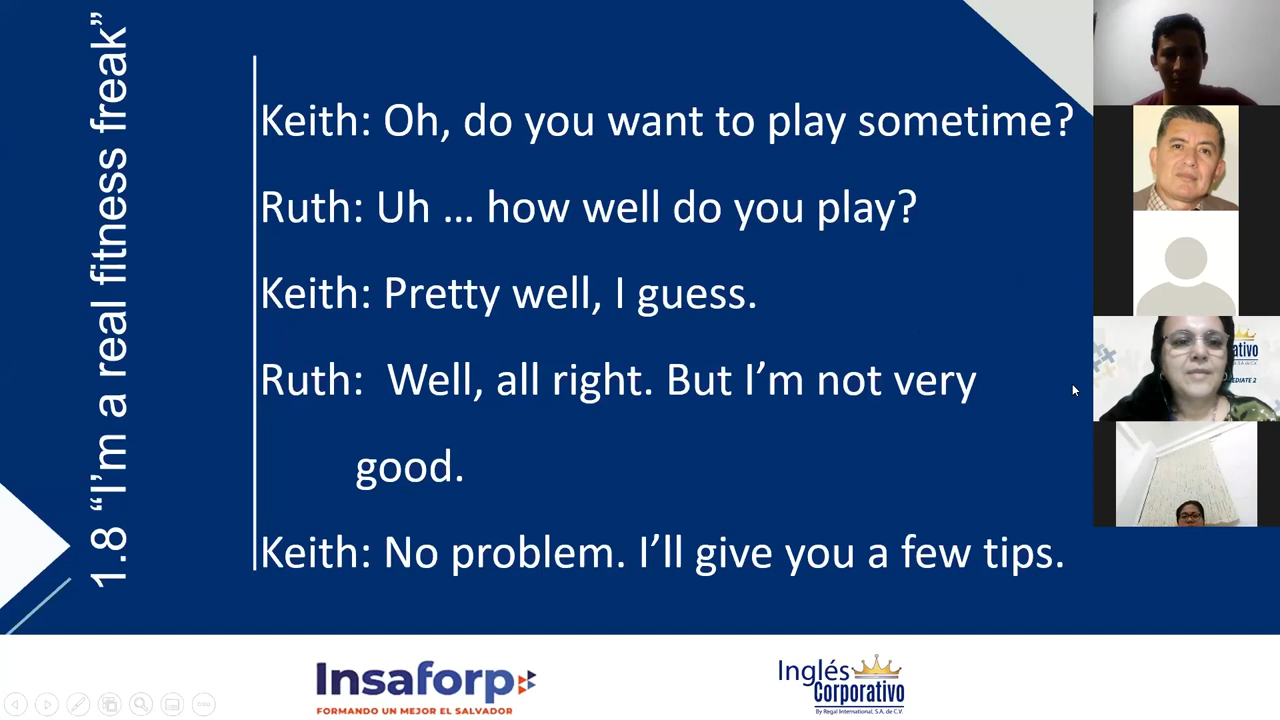 1.8 “I’m a real fitness freak”
Keith: Oh, do you want to play sometime?
Ruth: Uh … how well do you play?
Keith: Pretty well, I guess.
Ruth:  Well, all right. But I’m not very
good.
Keith: No problem. I’ll give you a few tips.
Insaforp
FORMANDO UN MEJOR EL SALVADOR
Inglés
Corporativo
By Regal International, S.A. de C.V.